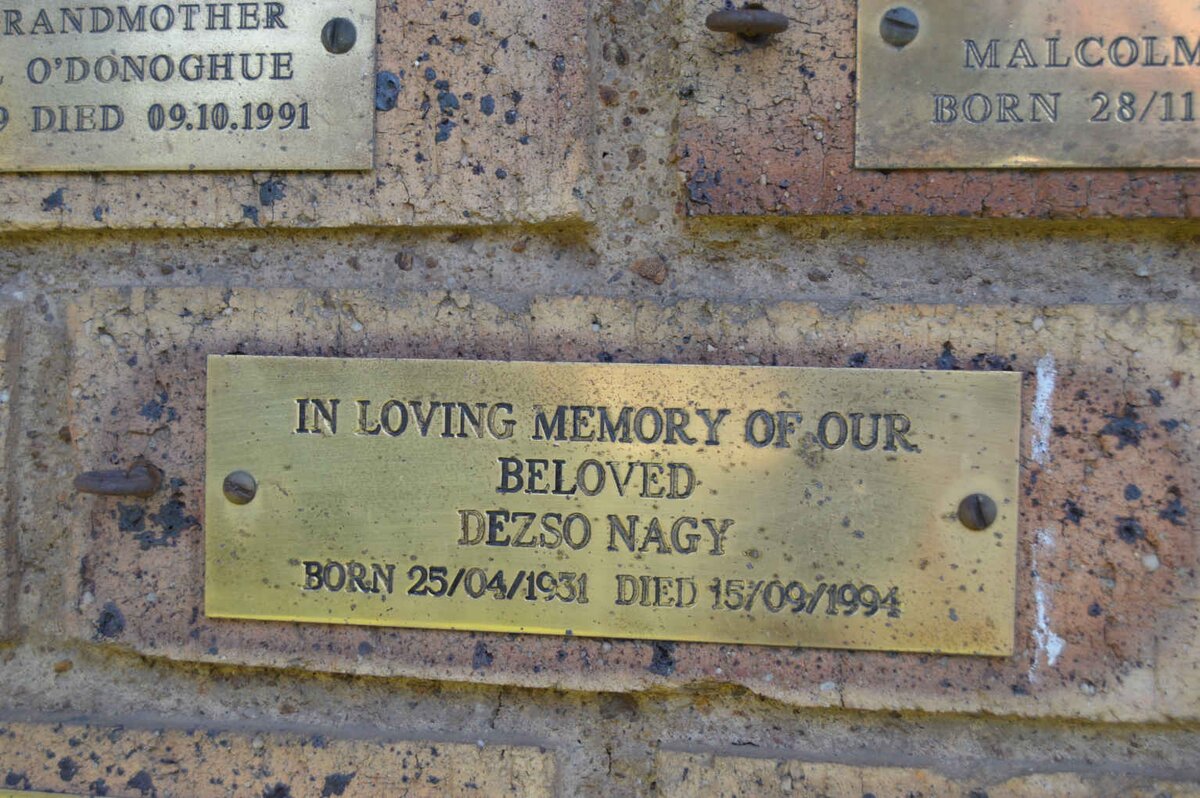 RANDMOTHER
O'DONOGHUE
9 DIED 09.10.1991
MALCOLM
BORN 28/11
IN LOVING MEMORY OF OUR
BELOVED
DEZSO NAGY
BORN 25/04/1931 DIED 15/09/1994